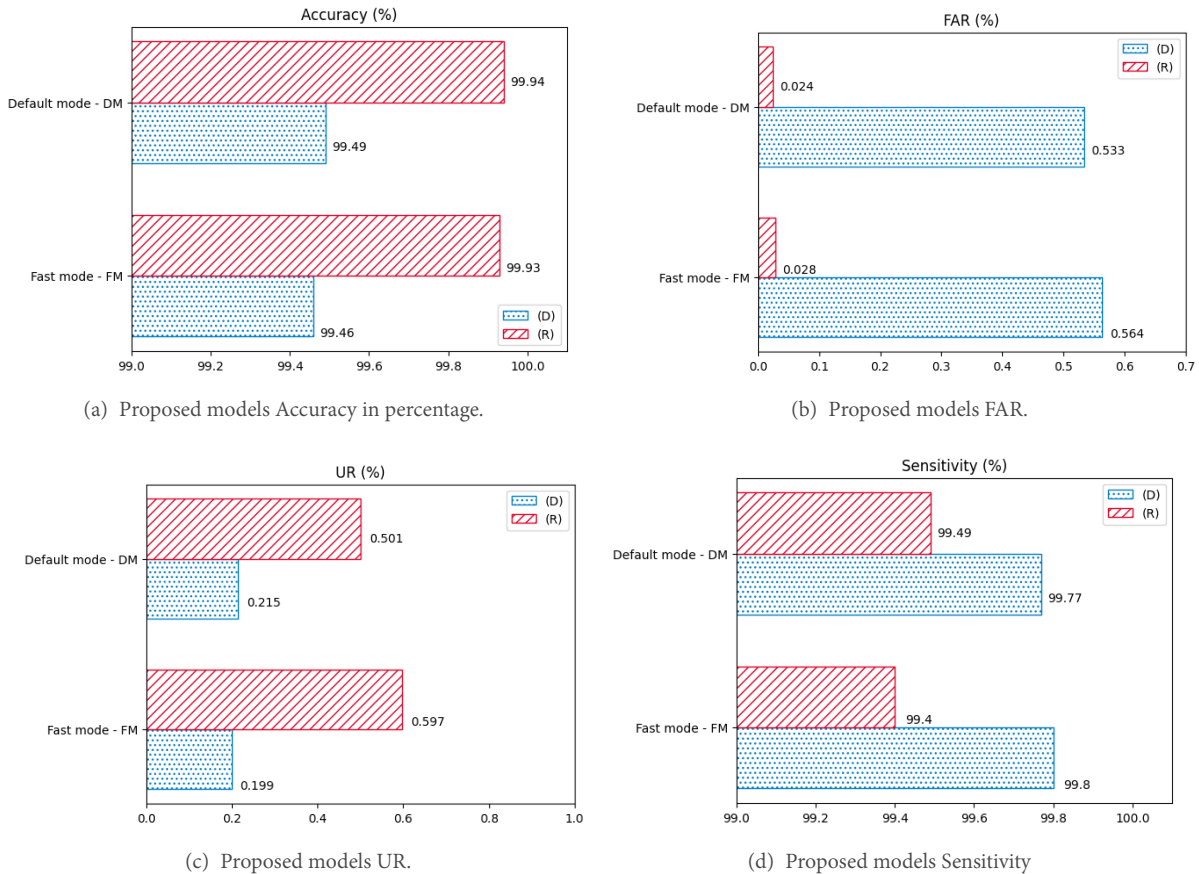 Accuracy (%)
Default mode - DM
99.94
99.49
Fast mode - FM
99.93
99.46
(D)
(R)
99.0 99.2 99.4 99.6 99.8 100.0
(a) Proposed models Accuracy in percentage.
FAR (%)
(D)
(R)
Default mode - DM
0.024
0.533
Fast mode - FM
0.028
0.564
0.0 0.1 0.2 0.3 0.4 0.5 0.6 0.7
(b) Proposed models FAR.
UR (%)
(D)
(R)
Default mode - DM
0.501
0.215
Fast mode - FM
0.597
0.199
0.0 0.2 0.4 0.6 0.8 1.0
(c) Proposed models UR.
Sensitivity (%)
(D)
(R)
Default mode - DM
99.49
99.77
Fast mode - FM
99.4
99.8
99.0 99.2 99.4 99.6 99.8 100.0
(d) Proposed models Sensitivity